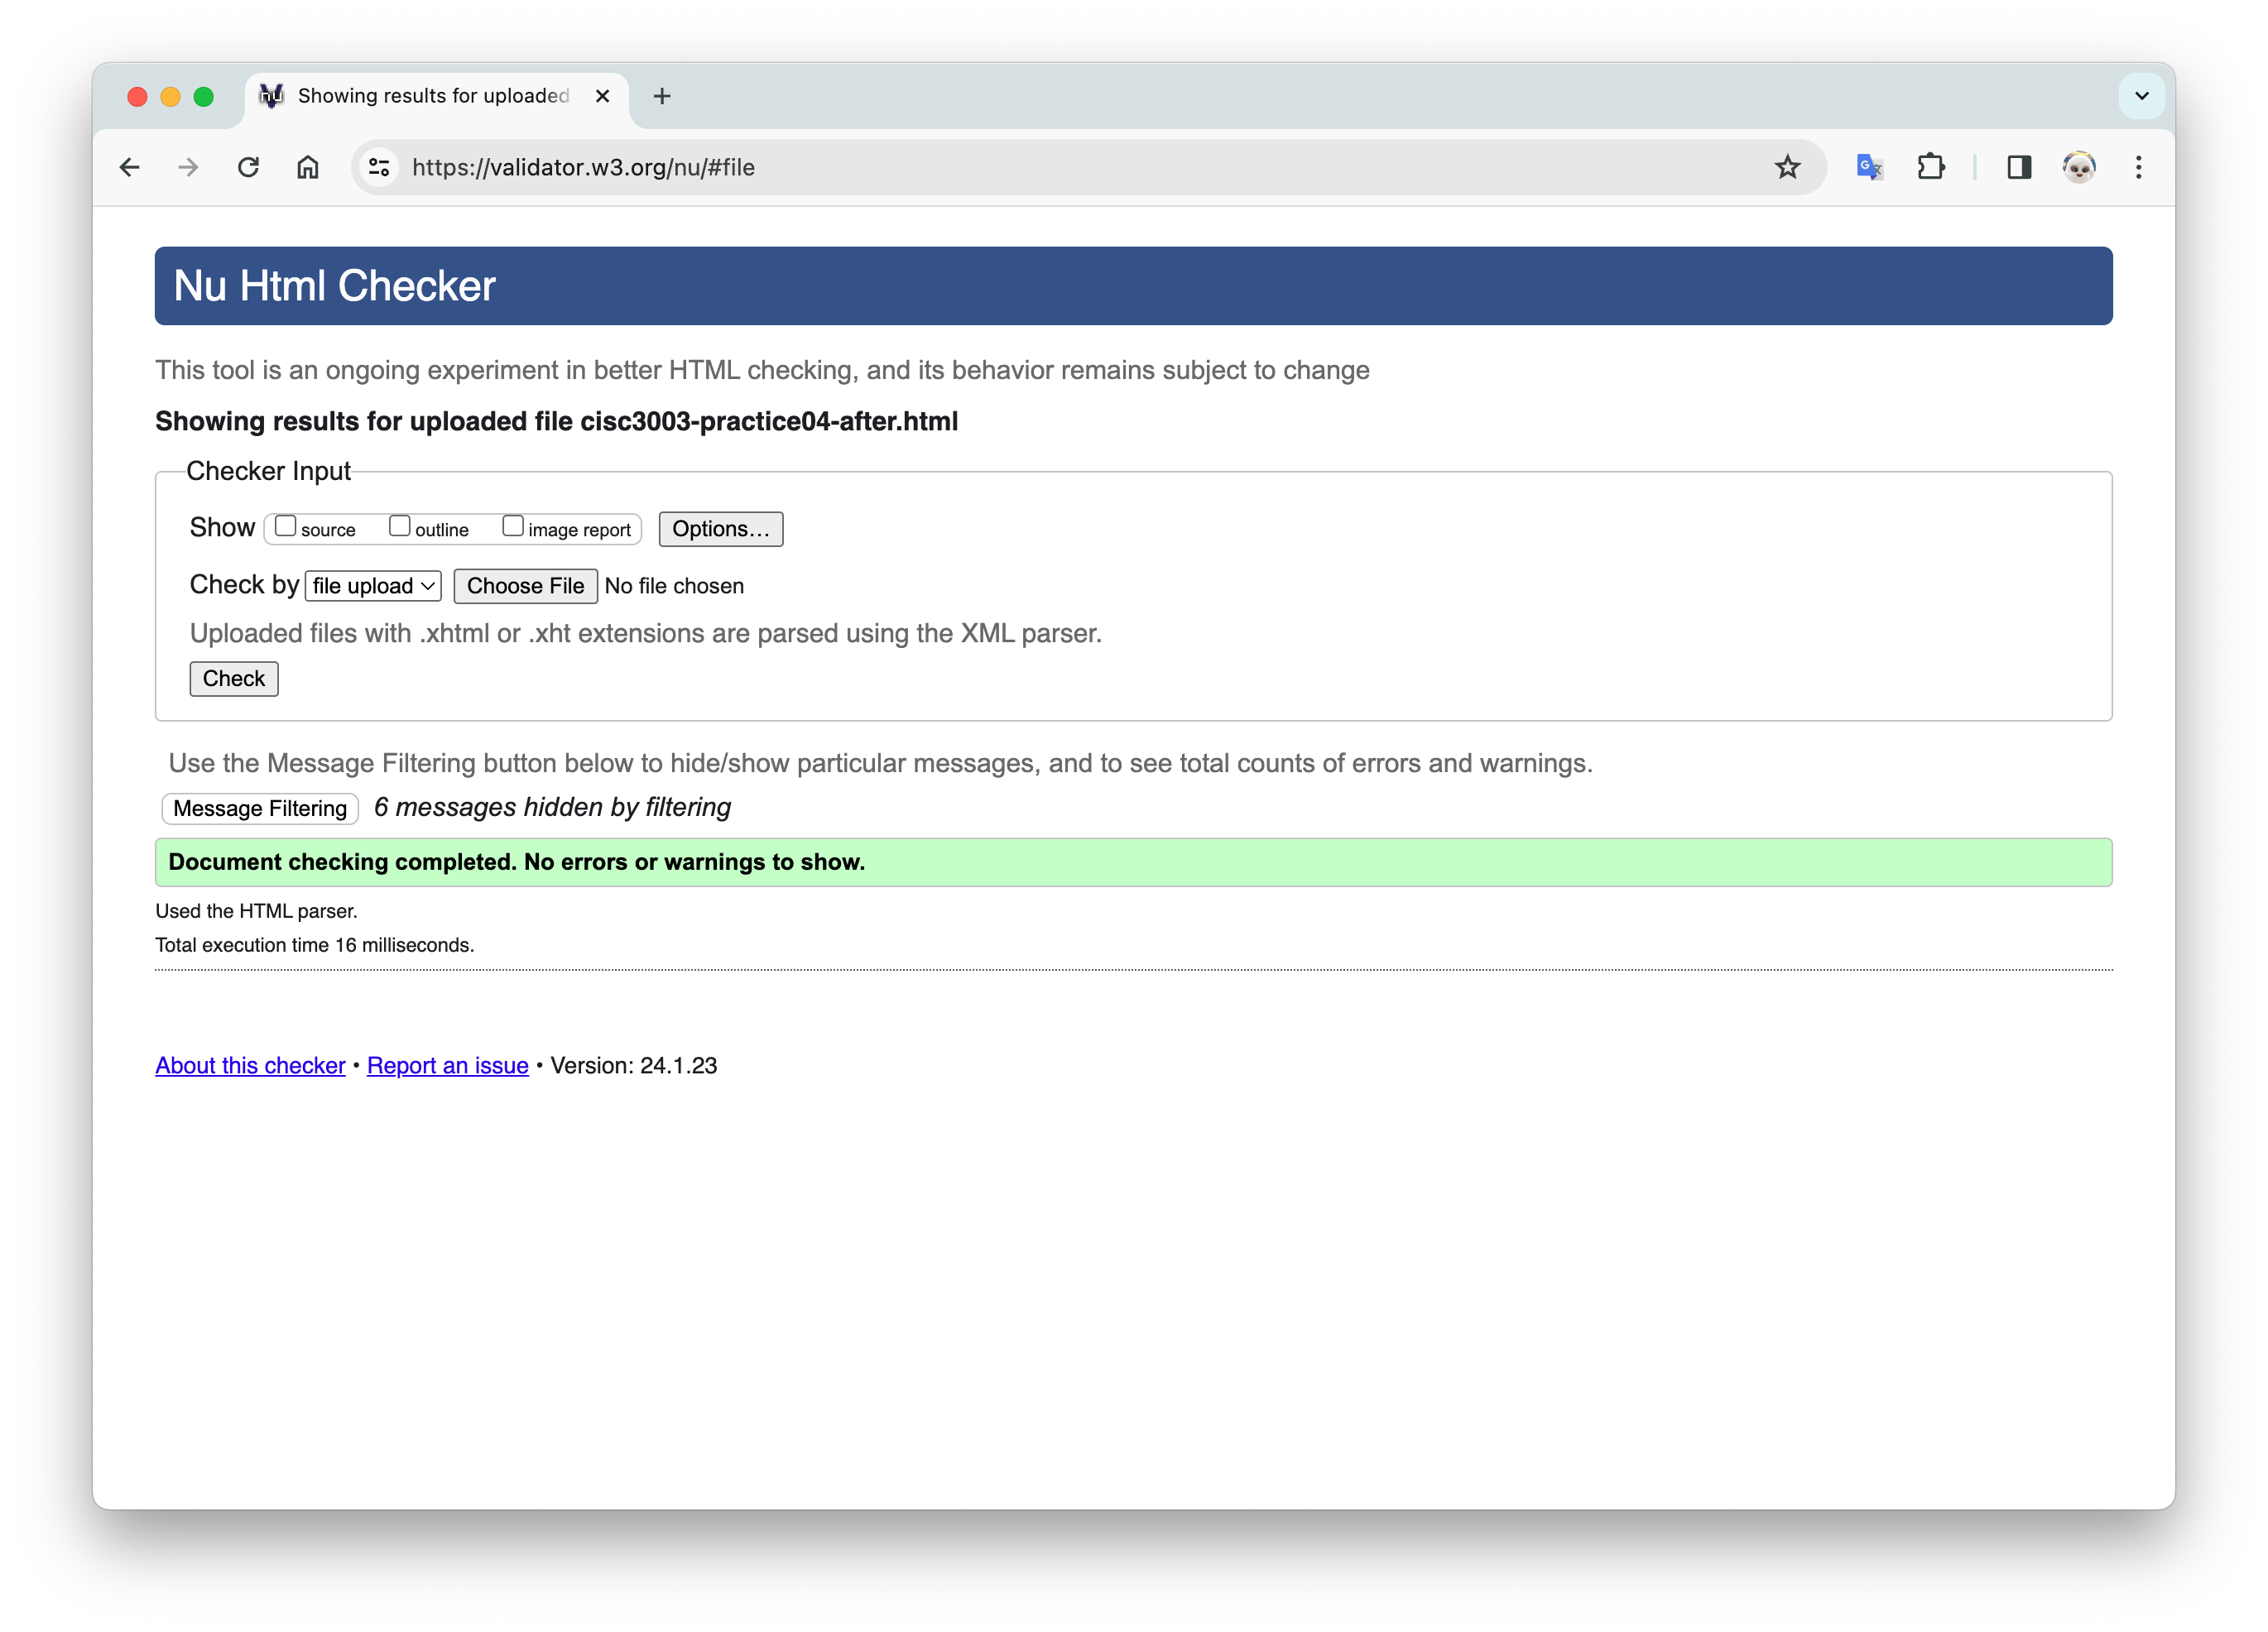 Showing results for uploaded
https://validator.w3.org/nu/#file
Nu Html Checker
This tool is an ongoing experiment in better HTML checking, and its behavior remains subject to change
Showing results for uploaded file cisc3003-practice04-after.html
Checker Input
Show source outline image report Options…
Check by file upload Choose File No file chosen
Uploaded files with .xhtml or .xht extensions are parsed using the XML parser.
Check
Use the Message Filtering button below to hide/show particular messages, and to see total counts of errors and warnings.
Message Filtering 6 messages hidden by filtering
Document checking completed. No errors or warnings to show.
Used the HTML parser.
Total execution time 16 milliseconds.
About this checker • Report an issue • Version: 24.1.23